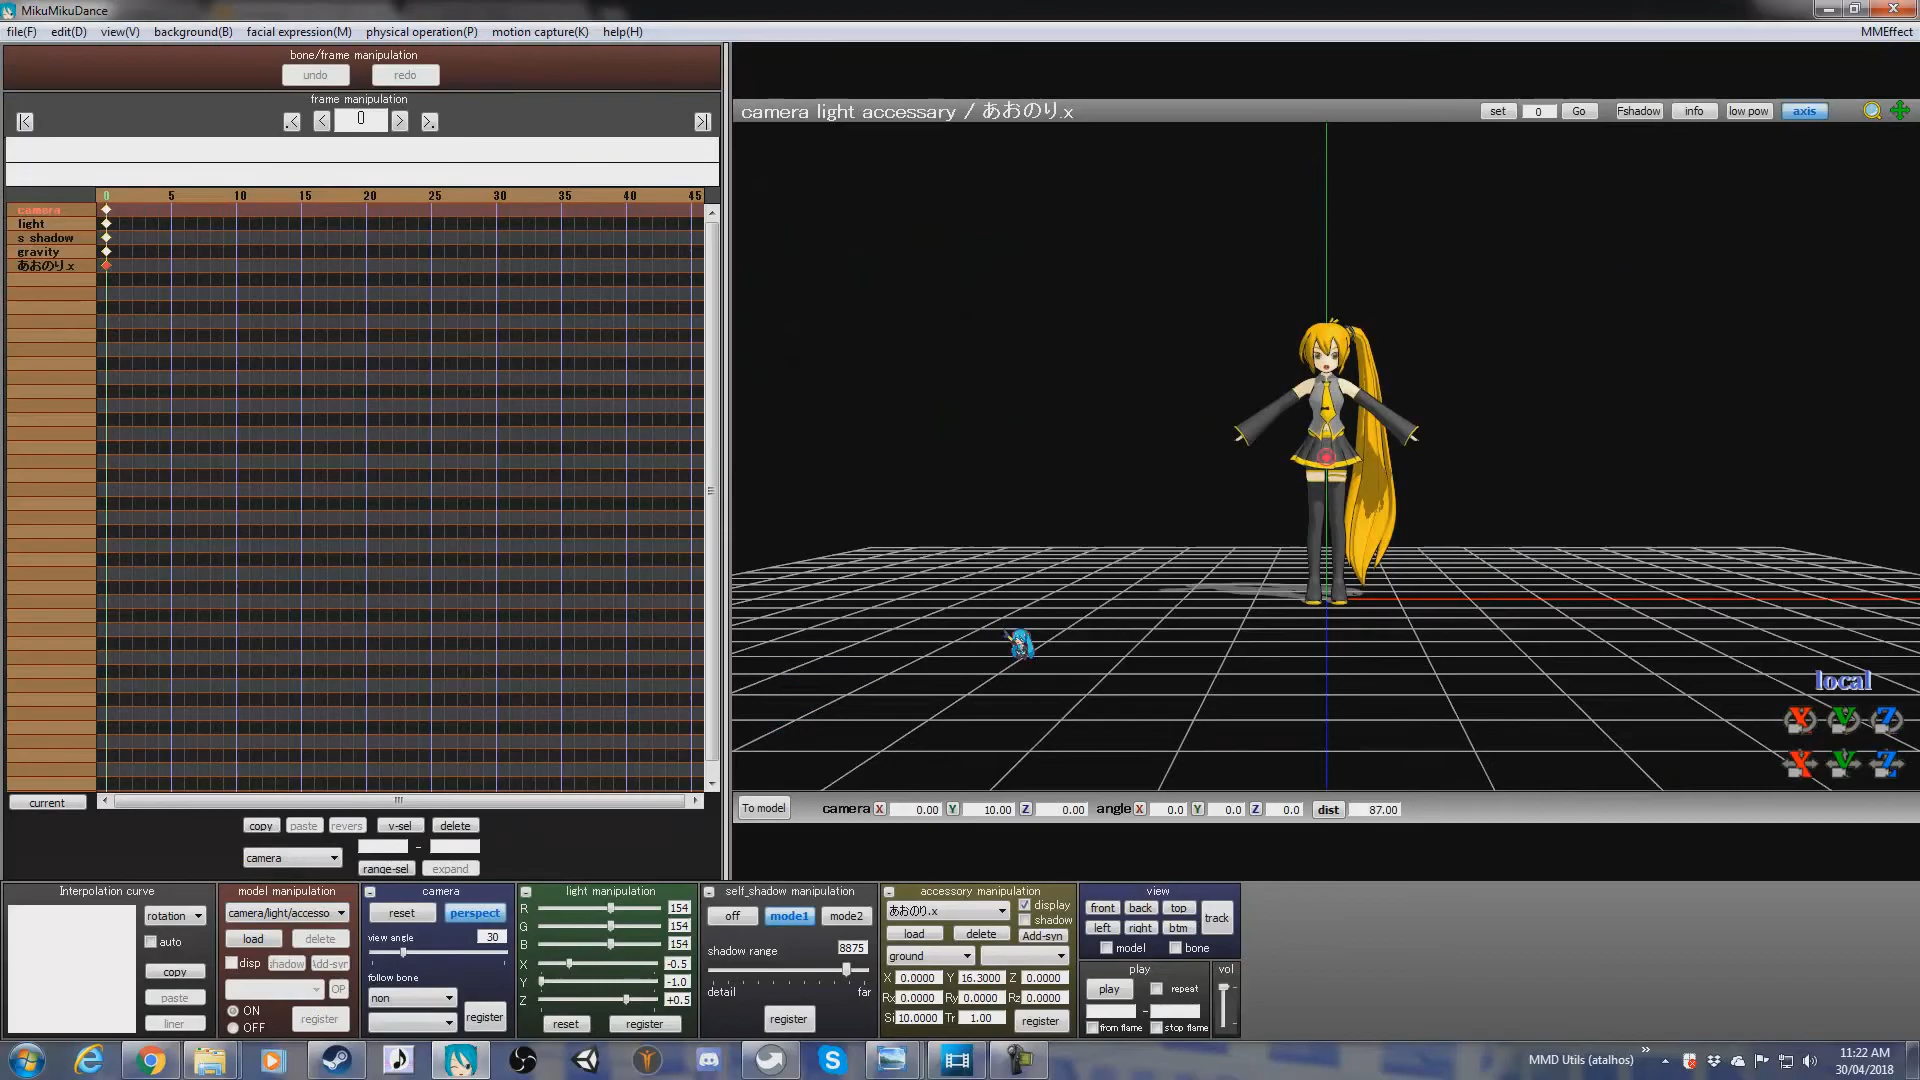 MikuMikuDance
file(F) edit(D) view(V) background(B) facial expression(M) physical operation(P) motion capture(K) help(H) MMEffect
bone/frame manipulation
undo redo
frame manipulation
0
camera light accessary / あおのり.x set 0 Go Fshadow info low pow axis
0 5 10 15 20 25 30 35 40 45
camera
light
s shadow
gravity
あおのり.x
local
X Y Z
X Y Z
current
To model camera X 0.00 Y 10.00 Z 0.00 angle X 0.0 Y 0.0 Z 0.0 dist 87.00
copy paste revers v-sel delete
-
camera
range-sel expand
Interpolation curve
rotation
auto
copy
paste
liner
model manipulation
camera/light/accesso
load delete
disp shadow Add-syn
OP
ON
OFF
register
camera
reset perspect
view angle 30
follow bone
non
register
light manipulation
R 154
G 154
B 154
X -0.5
Y -1.0
Z +0.5
reset register
self_shadow manipulation
off mode1 mode2
shadow range 8875
detail far
register
accessory manipulation
あおのり.x display
shadow
load delete Add-syn
ground
X 0.0000 Y 16.3000 Z 0.0000
Rx 0.0000 Ry 0.0000 Rz 0.0000
Si 10.0000 Tr 1.00 register
view
front back top
left right btm
track
model bone
play
play repeat
-
from flame stop flame
vol
MMD Utils (atalhos) »
11:22 AM
30/04/2018